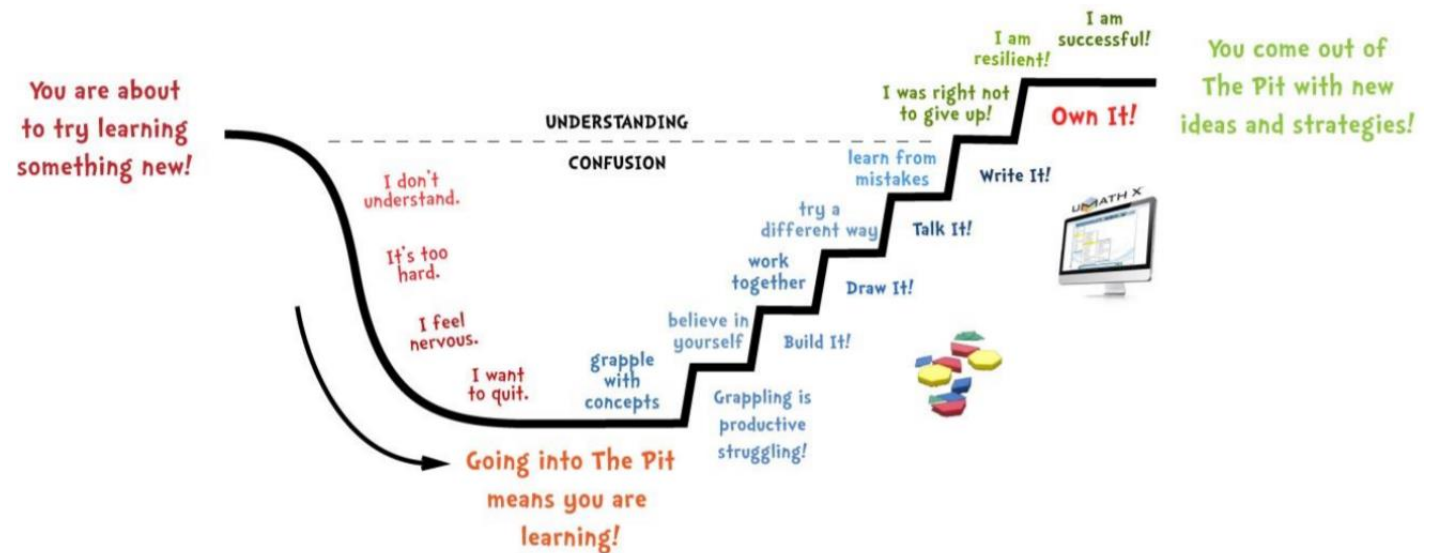 You are about
to try learning
something new!
UNDERSTANDING
CONFUSION
I don't
understand.
It's too
hard.
I feel
nervous.
I want
to quit.
Going into The Pit
means you are
learning!
grapple
with
concepts
Grappling is
productive
struggling!
believe in
yourself
Build It!
work
together
Draw It!
try a
different way
Talk It!
learn from
mistakes
Write It!
UMATH X
I was right not
to give up!
Own It!
I am
resilient!
I am
successful!
You come out of
The Pit with new
ideas and strategies!